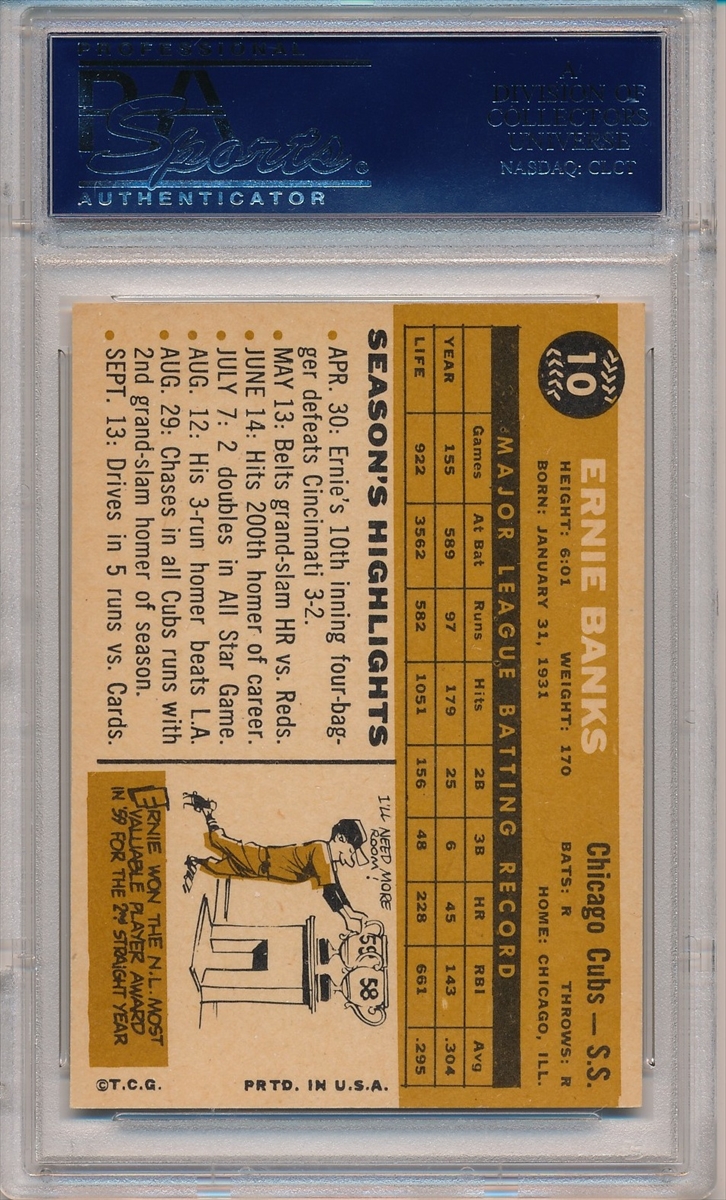 PROFESSIONAL
PSA
Sports
AUTHENTICATOR
A
DIVISION OF
COLLECTORS
UNIVERSE
NASDAQ: CLCT
10
ERNIE BANKS
Chicago Cubs — S.S.
HEIGHT: 6:01 WEIGHT: 170 BATS: R THROWS: R
BORN: JANUARY 31, 1931 HOME: CHICAGO, ILL.
MAJOR LEAGUE BATTING RECORD
Games At Bat Runs Hits 2B 3B HR RBI Avg
YEAR 155 589 97 179 25 6 45 143 .304
LIFE 922 3562 582 1051 156 48 228 661 .295
SEASON'S HIGHLIGHTS
• APR. 30: Ernie's 10th inning four-bag-
ger defeats Cincinnati 3-2.
• MAY 13: Belts grand-slam HR vs. Reds.
• JUNE 14: Hits 200th homer of career.
• JULY 7: 2 doubles in All Star Game.
• AUG. 12: His 3-run homer beats L.A.
• AUG. 29: Chases in all Cubs runs with
2nd grand-slam homer of season.
• SEPT. 13: Drives in 5 runs vs. Cards.
I'LL NEED MORE
ROOM!
59 58
ERNIE WON THE N.L. MOST
VALUABLE PLAYER AWARD
IN '59 FOR THE 2ND STRAIGHT YEAR
©T.C.G. PRTD. IN U.S.A.